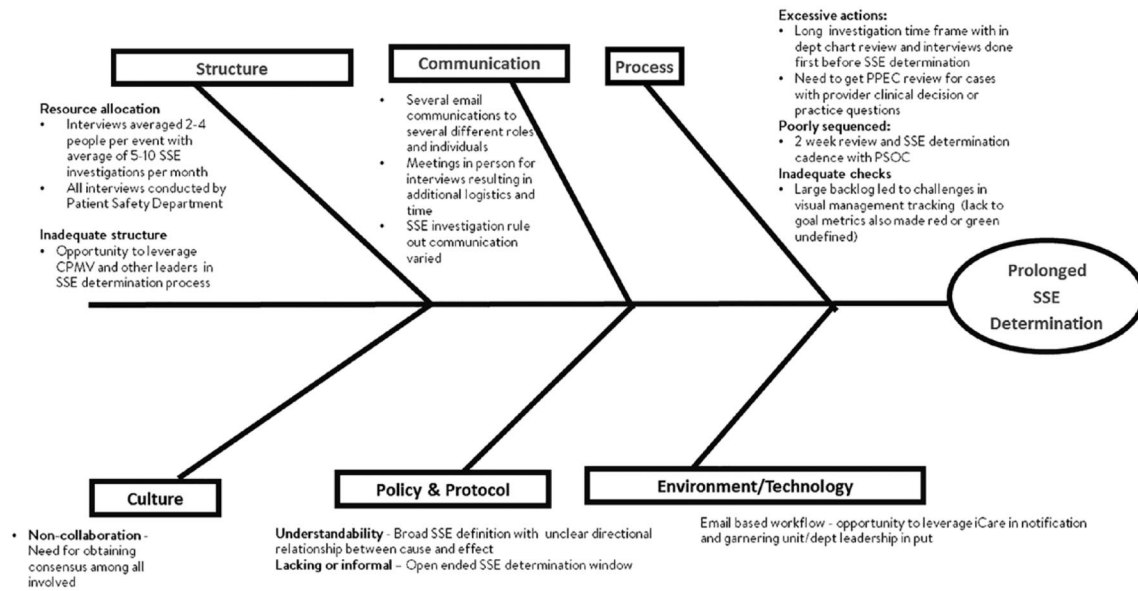 Structure
Resource allocation
• Interviews averaged 2-4
people per event with
average of 5-10 SSE
investigations per month
• All interviews conducted by
Patient Safety Department
Inadequate structure
• Opportunity to leverage
CPMV and other leaders in
SSE determination process
Communication
• Several email
communications to
several different roles
and individuals
• Meetings in person for
interviews resulting in
additional logistics and
time
• SSE investigation rule
out communication
varied
Process
Excessive actions:
• Long investigation time frame with in
dept chart review and interviews done
first before SSE determination
• Need to get PPEC review for cases
with provider clinical decision or
practice questions
Poorly sequenced:
• 2 week review and SSE determination
cadence with PSOC
Inadequate checks
• Large backlog led to challenges in
visual management tracking (lack to
goal metrics also made red or green
undefined)
Prolonged
SSE
Determination
Culture
• Non-collaboration -
Need for obtaining
consensus among all
involved
Policy & Protocol
Understandability - Broad SSE definition with unclear directional
relationship between cause and effect
Lacking or informal – Open ended SSE determination window
Environment/Technology
Email based workflow - opportunity to leverage iCare in notification
and garnering unit/dept leadership in put